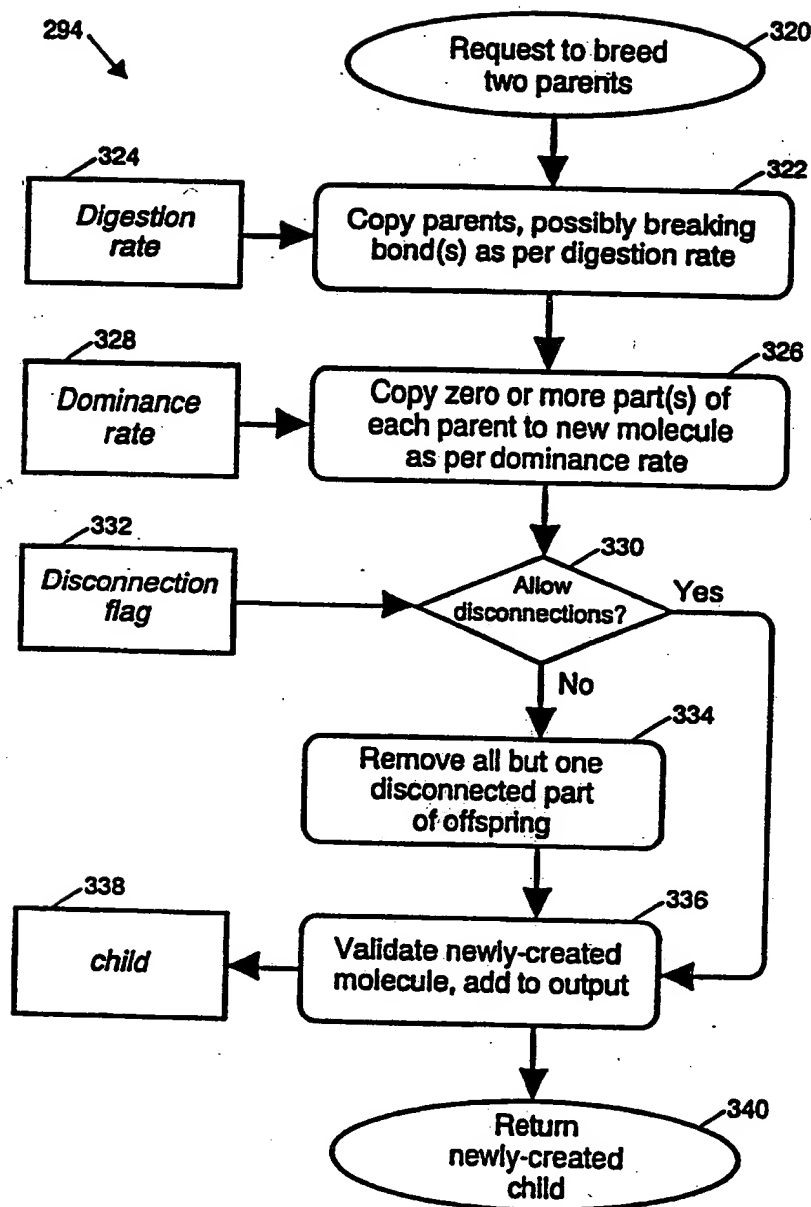 294
320
Request to breed
two parents
324
Digestion
rate
322
Copy parents, possibly breaking
bond(s) as per digestion rate
328
Dominance
rate
326
Copy zero or more part(s) of
each parent to new molecule
as per dominance rate
332
Disconnection
flag
330
Allow
disconnections?
Yes
No
334
Remove all but one
disconnected part
of offspring
338
child
336
Validate newly-created
molecule, add to output
340
Return
newly-created
child